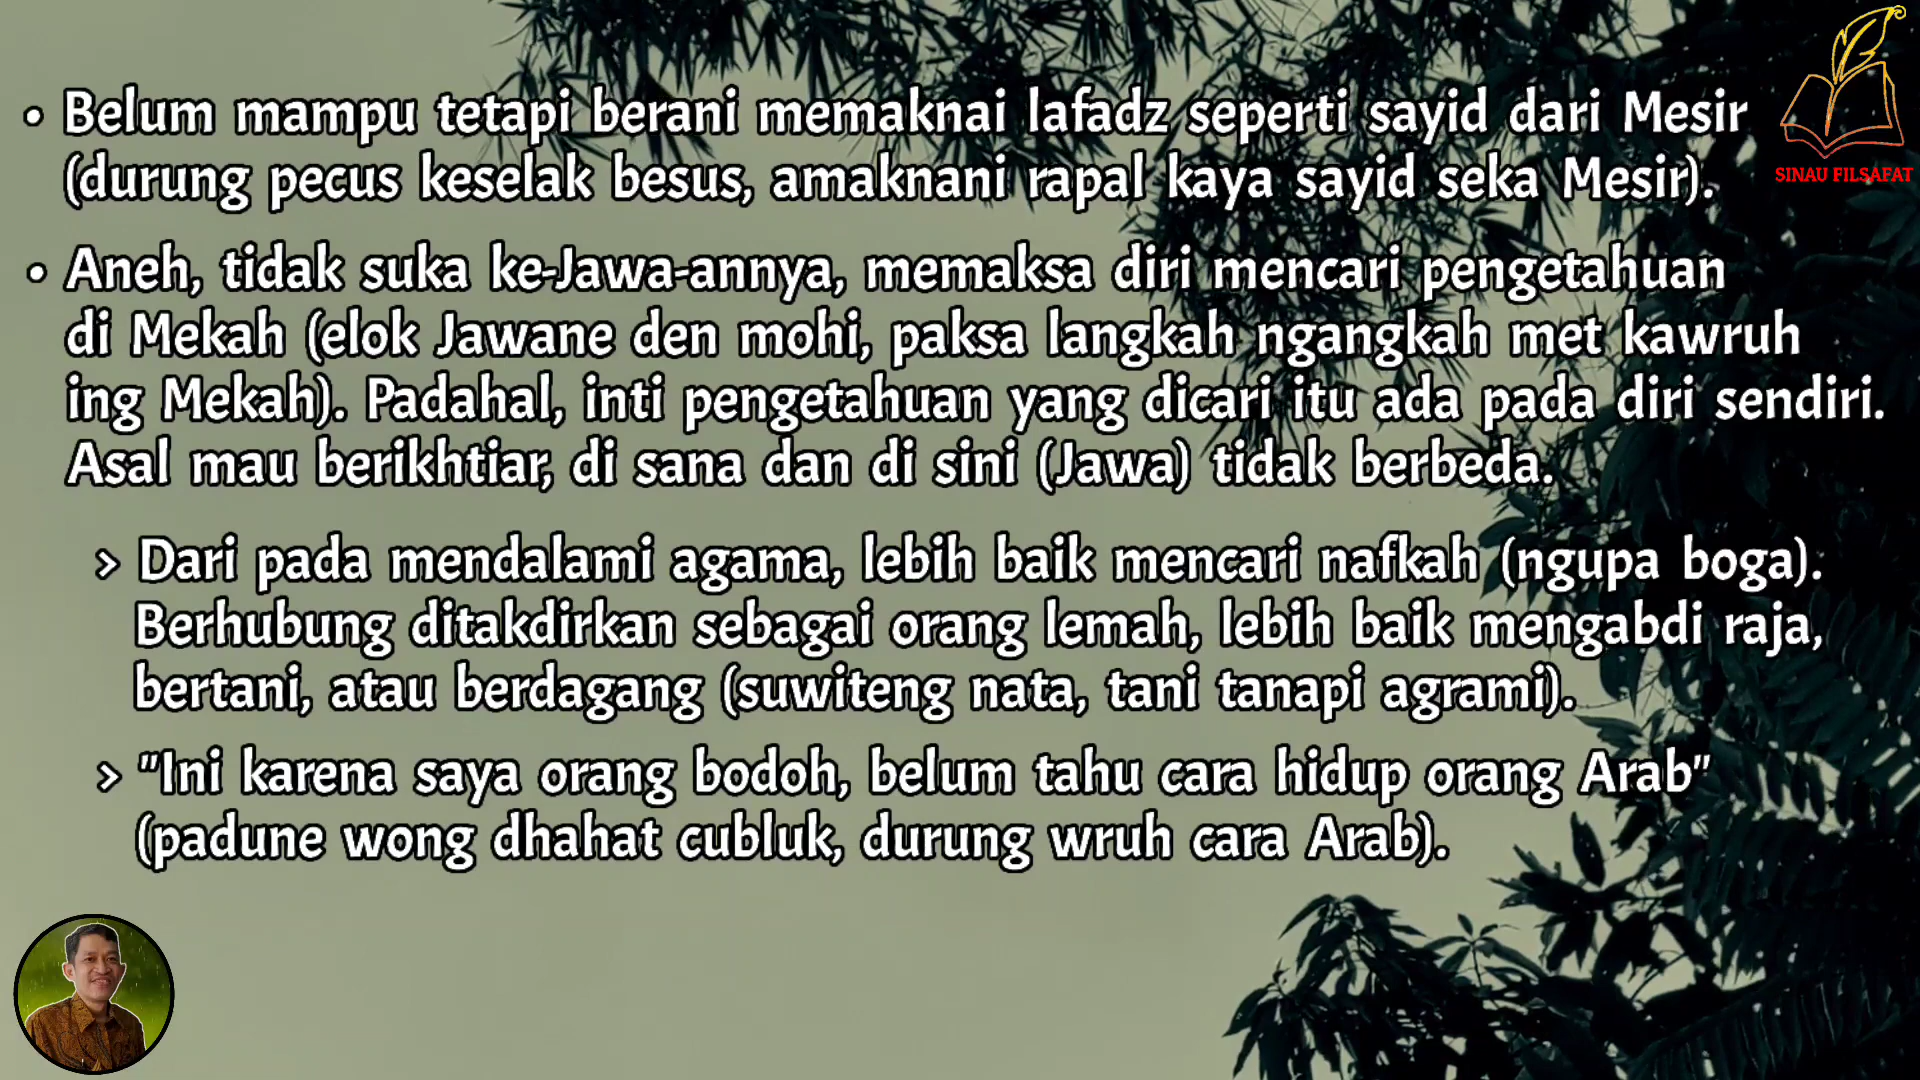 • Belum mampu tetapi berani memaknai lafadz seperti sayid dari Mesir
(durung pecus keselak besus, amaknani rapal kaya sayid seka Mesir).
• Aneh, tidak suka ke-Jawa-annya, memaksa diri mencari pengetahuan
di Mekah (elok Jawane den mohi, paksa langkah ngangkah met kawruh
ing Mekah). Padahal, inti pengetahuan yang dicari itu ada pada diri sendiri.
Asal mau berikhtiar, di sana dan di sini (Jawa) tidak berbeda.
> Dari pada mendalami agama, lebih baik mencari nafkah (ngupa boga).
Berhubung ditakdirkan sebagai orang lemah, lebih baik mengabdi raja,
bertani, atau berdagang (suwiteng nata, tani tanapi agrami).
> "Ini karena saya orang bodoh, belum tahu cara hidup orang Arab"
(padune wong dhahat cubluk, durung wruh cara Arab).
SINAU FILSAFAT